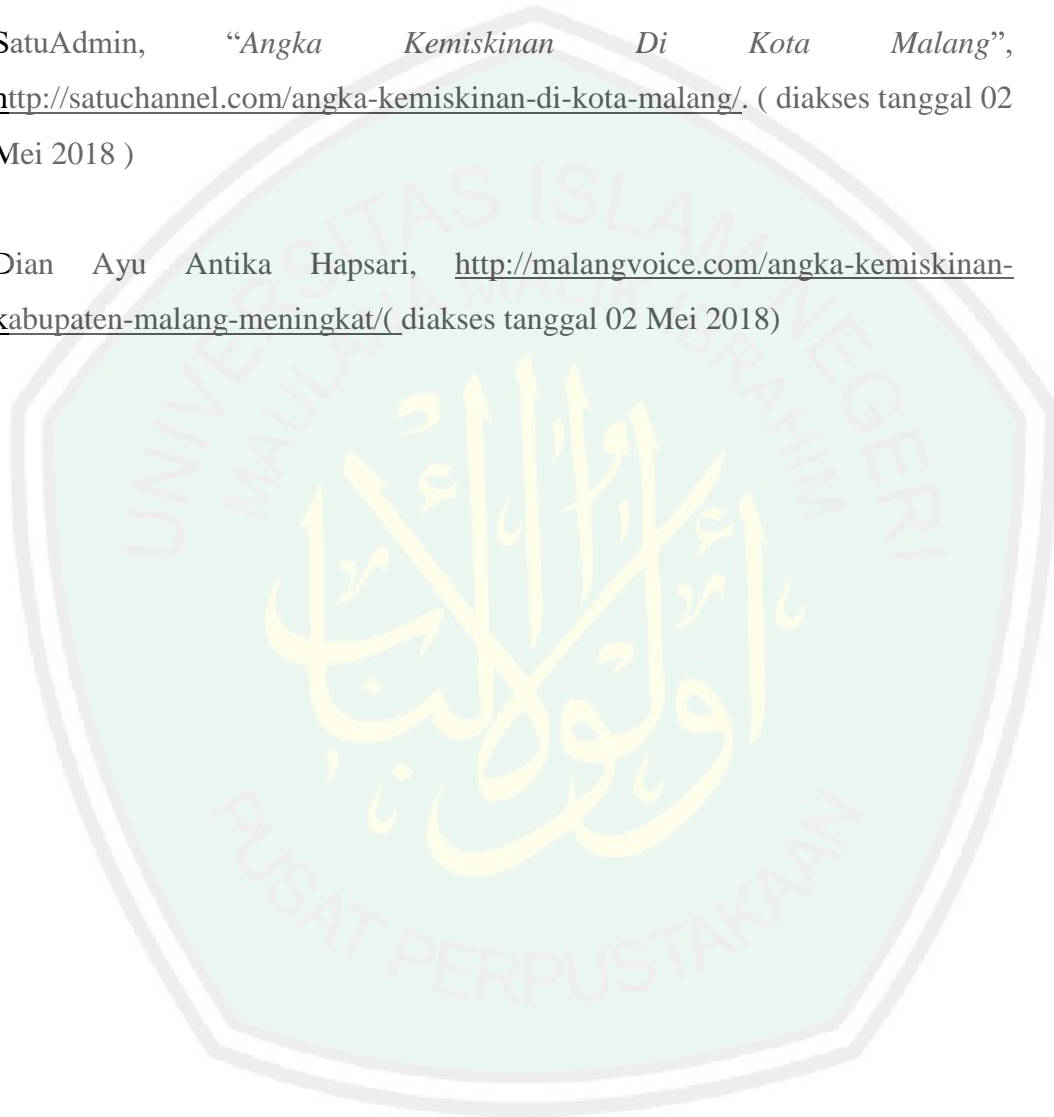 SatuAdmin, “Angka Kemiskinan Di Kota Malang”,
http://satuchannel.com/angka-kemiskinan-di-kota-malang/. ( diakses tanggal 02
Mei 2018 )
Dian Ayu Antika Hapsari, http://malangvoice.com/angka-kemiskinan-
kabupaten-malang-meningkat/( diakses tanggal 02 Mei 2018)
UNIVERSITAS ISLAM NEGERI
MAULANA MALIK IBRAHIM
أولوا الألباب
PUSAT PERPUSTAKAAN